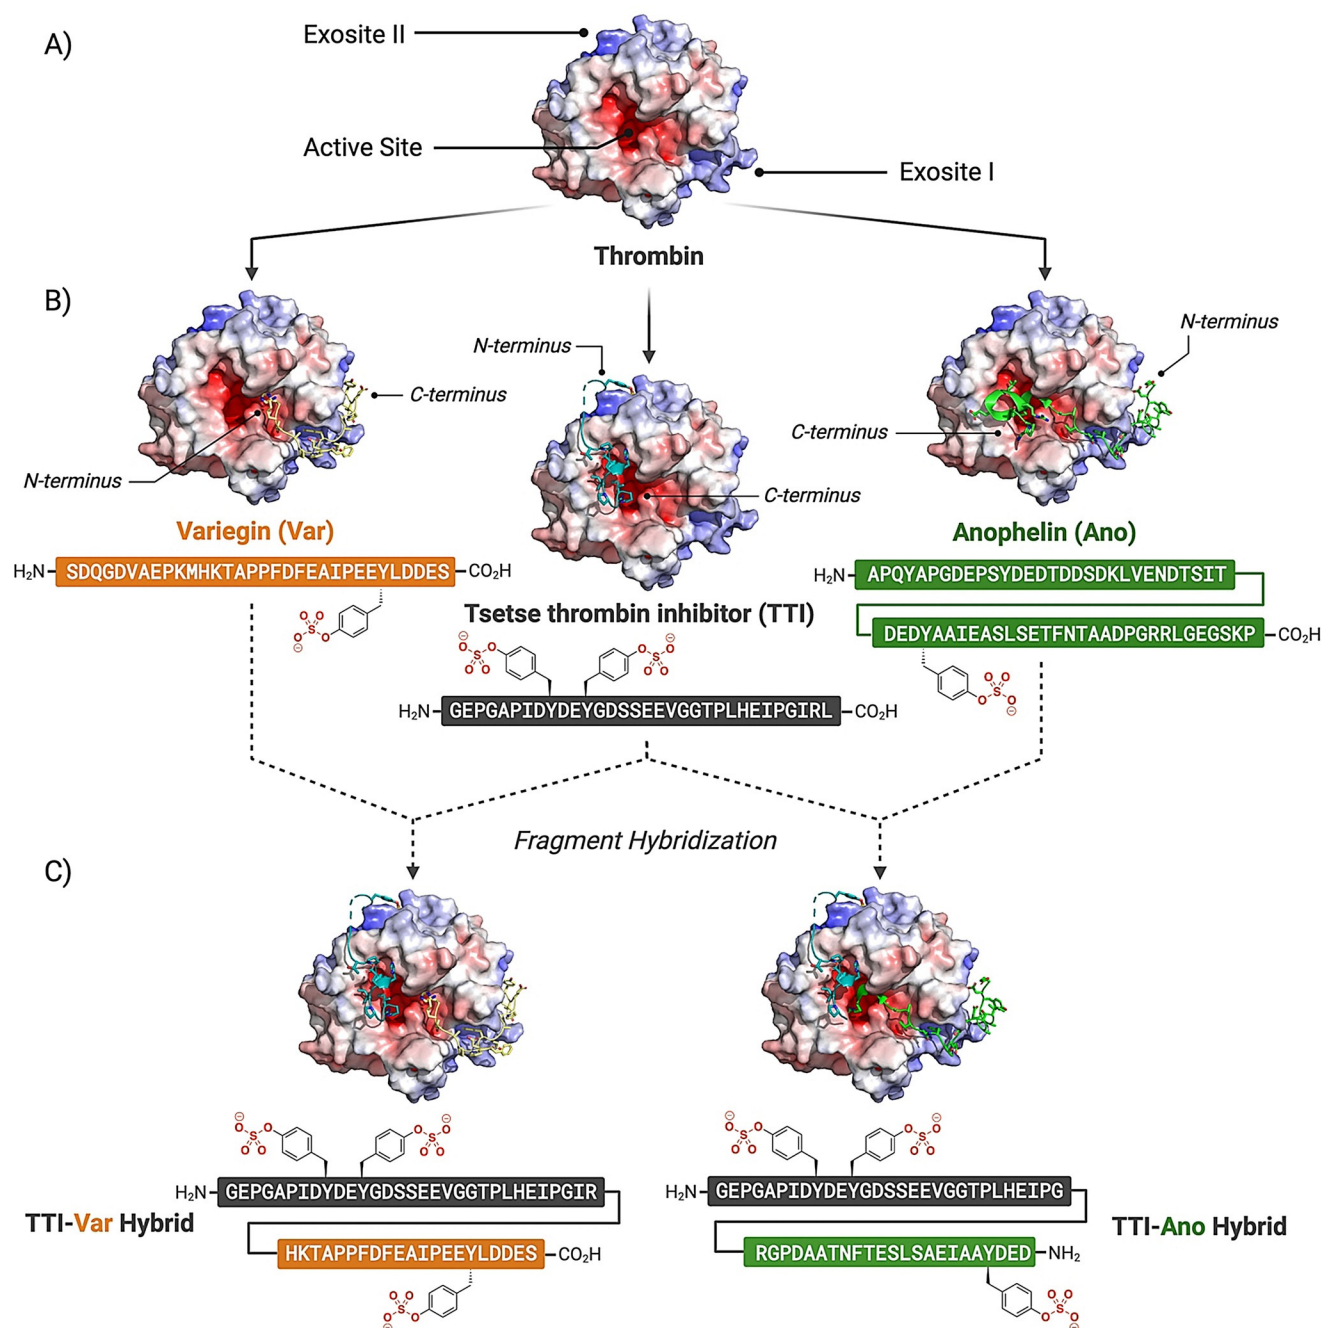 A)
Exosite II
Active Site
Exosite I
Thrombin
B)
N-terminus
N-terminus
C-terminus
C-terminus
N-terminus
C-terminus
Variegin (Var)
Anophelin (Ano)
H₂N SDQGDVAEPKMHKTAPPFDFEAIPEEYLDDES CO₂H
H₂N APQYAPGDEPSYDEDTDDSDKLVENDTSIT
Tsetse thrombin inhibitor (TTI)
DEDYAAIEASLSETFNTAADPGRRLGEGSKP CO₂H
O O S O O ⊖
⊖ O S O O O
O S O O O ⊖
O S O O O ⊖
H₂N GEPGAPIDYDEYGDSSEEVGGTPLHEIPGIRL CO₂H
Fragment Hybridization
C)
⊖ O S O O O
O S O O O ⊖
⊖ O S O O O
O S O O O ⊖
H₂N GEPGAPIDYDEYGDSSEEVGGTPLHEIPGIR
H₂N GEPGAPIDYDEYGDSSEEVGGTPLHEIPG
TTI-Var Hybrid
TTI-Ano Hybrid
HKTAPPFDFEAIPEEYLDDES CO₂H
RGPDAATNFTESLSAEIAAYDED NH₂
O O S O O ⊖
O S O O O ⊖